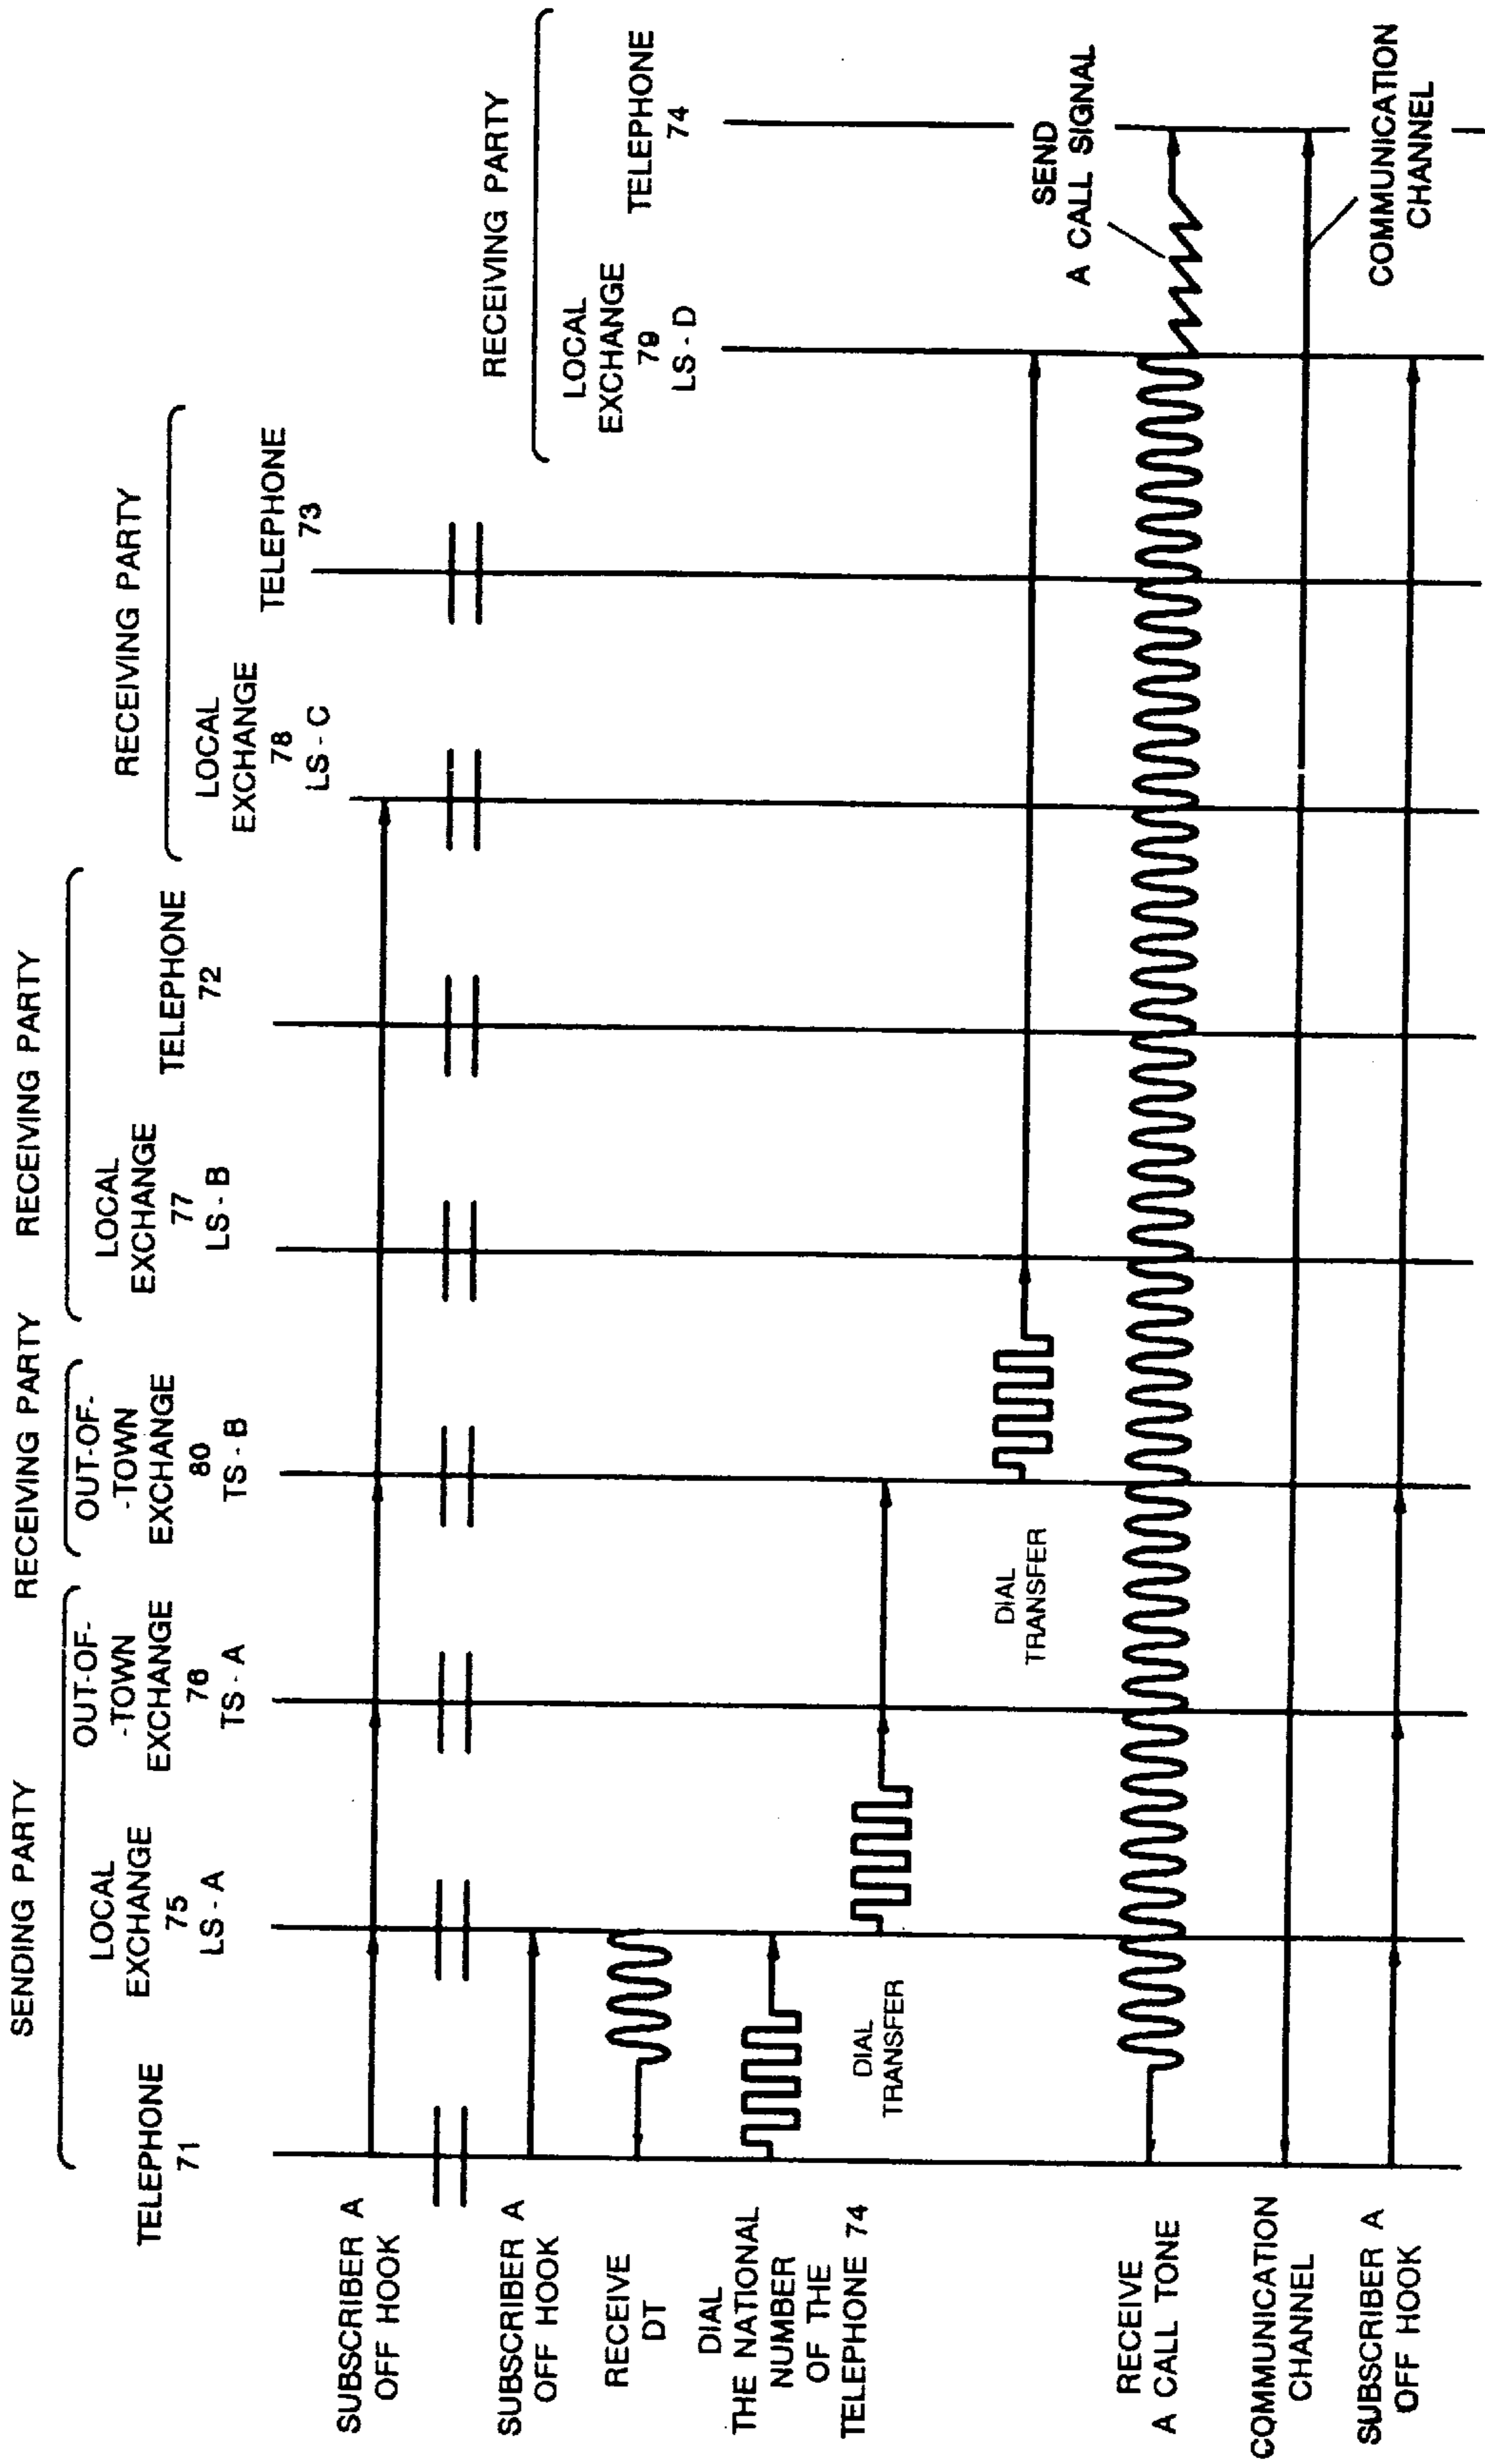 SENDING PARTY
RECEIVING PARTY
RECEIVING PARTY
RECEIVING PARTY
RECEIVING PARTY
TELEPHONE
71
LOCAL
EXCHANGE
75
LS - A
OUT-OF-
-TOWN
EXCHANGE
76
TS - A
OUT-OF-
-TOWN
EXCHANGE
80
TS - B
LOCAL
EXCHANGE
77
LS - B
TELEPHONE
72
LOCAL
EXCHANGE
78
LS - C
TELEPHONE
73
LOCAL
EXCHANGE
79
LS - D
TELEPHONE
74
SUBSCRIBER A
OFF HOOK
SUBSCRIBER A
OFF HOOK
RECEIVE
DT
DIAL
THE NATIONAL
NUMBER
OF THE
TELEPHONE 74
DIAL
TRANSFER
DIAL
TRANSFER
SEND
A CALL SIGNAL
RECEIVE
A CALL TONE
COMMUNICATION
CHANNEL
COMMUNICATION
CHANNEL
SUBSCRIBER A
OFF HOOK